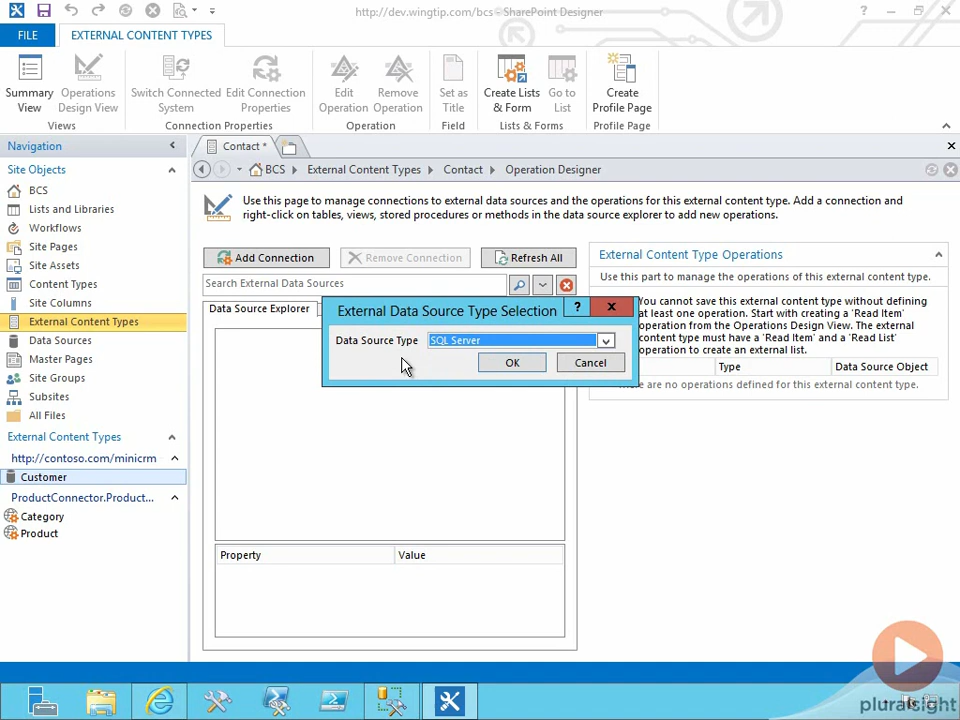 http://dev.wingtip.com/bcs - SharePoint Designer
FILE
EXTERNAL CONTENT TYPES
Summary View
Operations Design View
Switch Connected System
Edit Connection Properties
Edit Operation
Remove Operation
Set as Title
Create Lists & Form
Go to List
Create Profile Page
Views
Connection Properties
Operation
Field
Lists & Forms
Profile Page
Navigation
Contact *
Site Objects
BCS
Lists and Libraries
Workflows
Site Pages
Site Assets
Content Types
Site Columns
External Content Types
Data Sources
Master Pages
Site Groups
Subsites
All Files
External Content Types
http://contoso.com/minicrm
Customer
ProductConnector.Product...
Category
Product
BCS External Content Types Contact Operation Designer
Use this page to manage connections to external data sources and the operations for this external content type. Add a connection and
right-click on tables, views, stored procedures or methods in the data source explorer to add new operations.
Add Connection
Remove Connection
Refresh All
Search External Data Sources
Data Source Explorer
Property
Value
External Data Source Type Selection
?
Data Source Type
SQL Server
OK
Cancel
External Content Type Operations
Use this part to manage the operations of this external content type.
You cannot save this external content type without defining
at least one operation. Start with creating a 'Read Item'
operation from the Operations Design View. The external
content type must have a 'Read Item' and a 'Read List'
operation to create an external list.
Type
Data Source Object
There are no operations defined for this external content type.
pluralsight